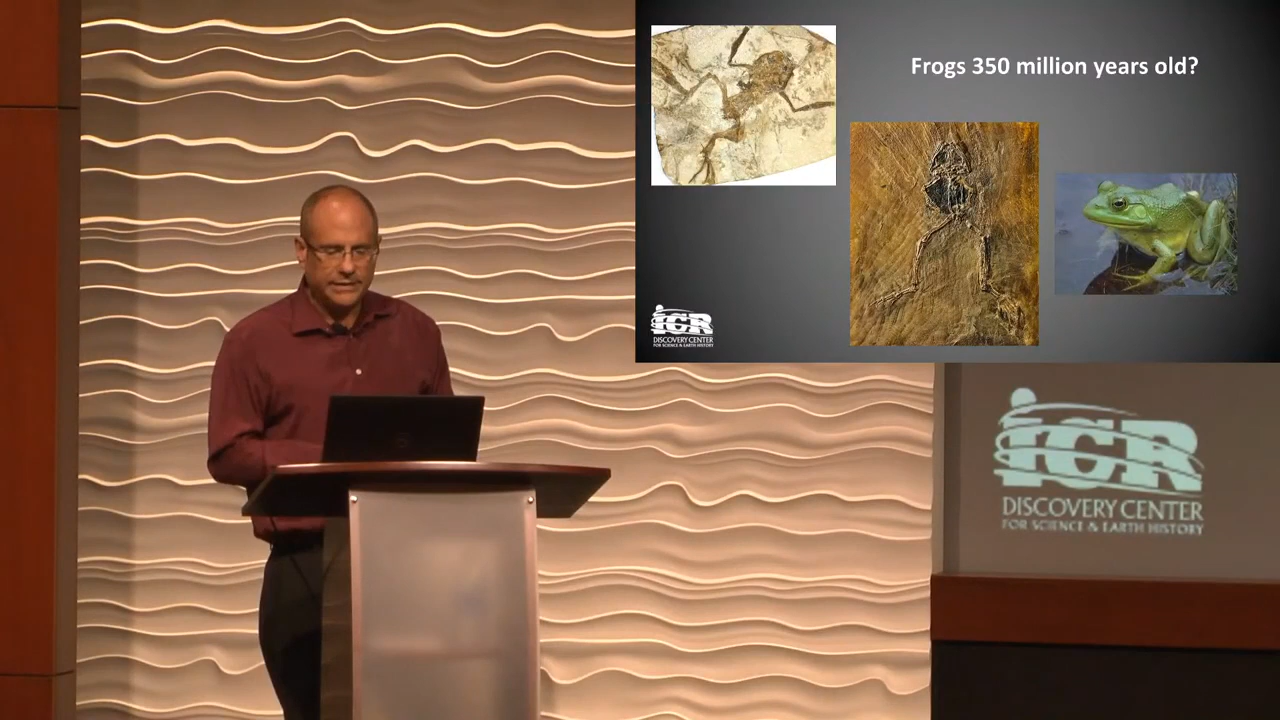 Frogs 350 million years old?
ICR
DISCOVERY CENTER
FOR SCIENCE & EARTH HISTORY
ICR
DISCOVERY CENTER
FOR SCIENCE & EARTH HISTORY